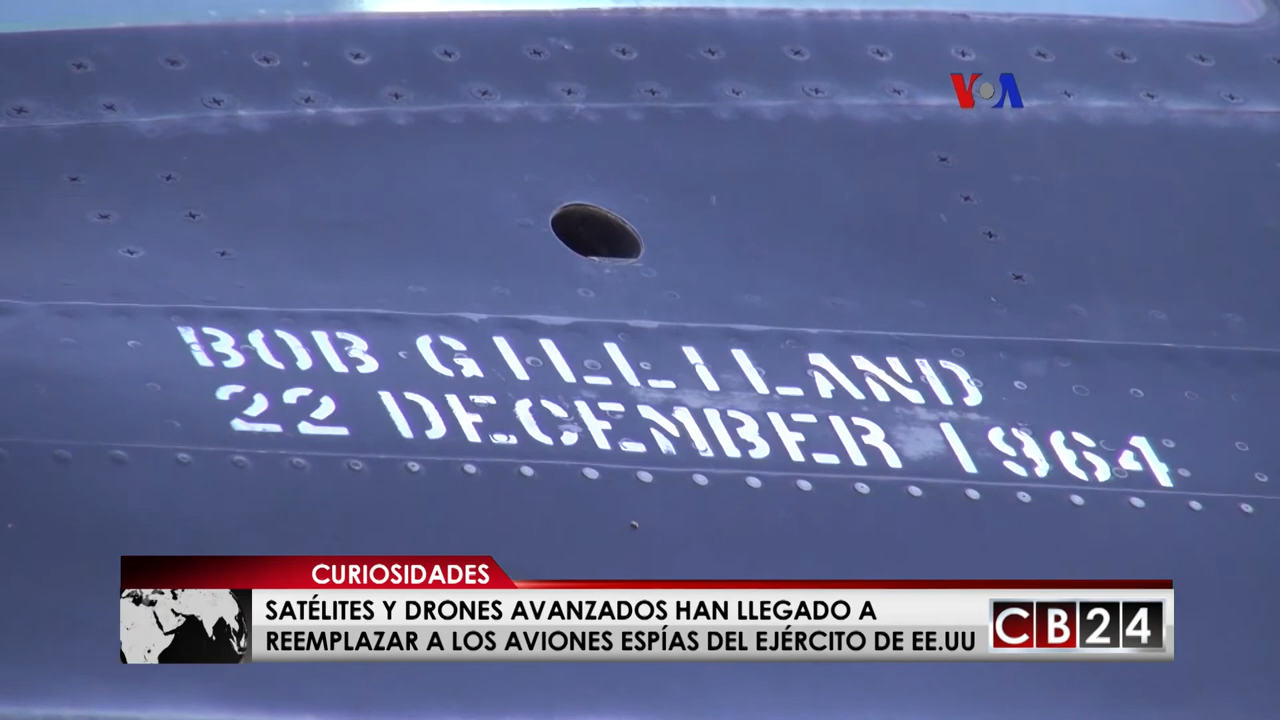 VOA
BOB GILLILAND
22 DECEMBER 1964
CURIOSIDADES
SATÉLITES Y DRONES AVANZADOS HAN LLEGADO A
REEMPLAZAR A LOS AVIONES ESPÍAS DEL EJÉRCITO DE EE.UU
CB24